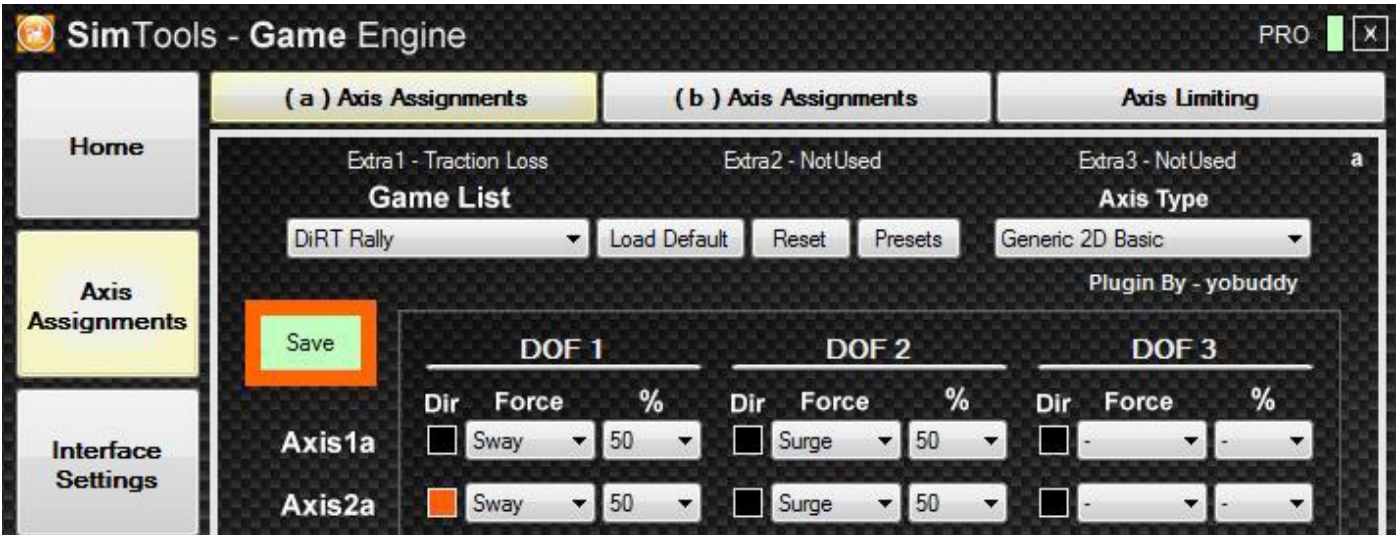 SimTools - Game Engine PRO X
( a ) Axis Assignments ( b ) Axis Assignments Axis Limiting
Home
Extra1 - Traction Loss Extra2 - NotUsed Extra3 - NotUsed a
Game List Axis Type
DiRT Rally Load Default Reset Presets Generic 2D Basic
Plugin By - yobuddy
Axis
Assignments
Save
DOF 1 DOF 2 DOF 3
Dir Force % Dir Force % Dir Force %
Axis1a Sway 50 Surge 50 - -
Interface
Settings
Axis2a Sway 50 Surge 50 - -